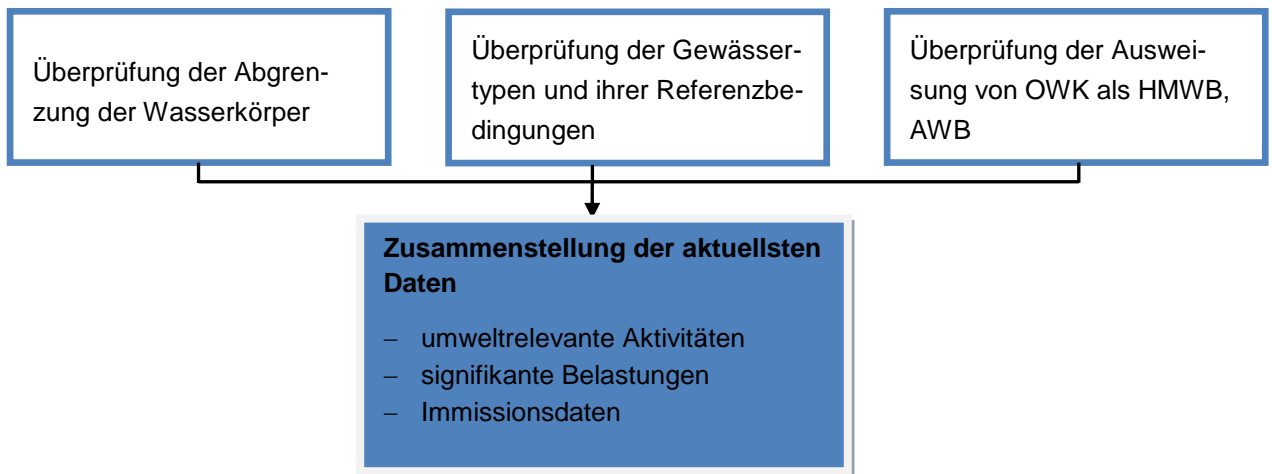 Überprüfung der Abgren-
zung der Wasserkörper
Überprüfung der Gewässer-
typen und ihrer Referenzbe-
dingungen
Überprüfung der Auswei-
sung von OWK als HMWB,
AWB
Zusammenstellung der aktuellsten
Daten
– umweltrelevante Aktivitäten
– signifikante Belastungen
– Immissionsdaten